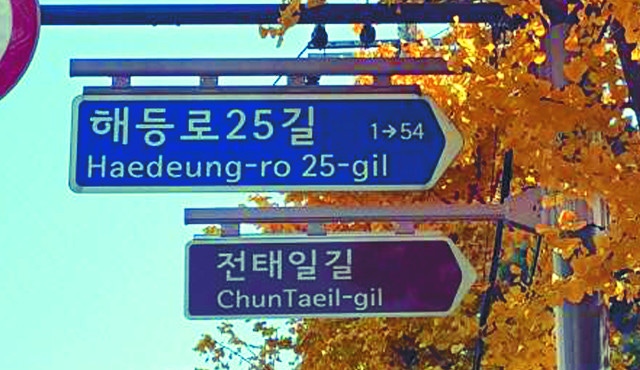 해등로25길 1→54
Haedeung-ro 25-gil
전태일길
ChunTaeil-gil